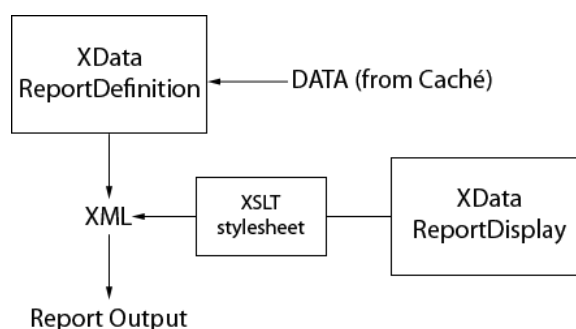 XData
ReportDefinition
DATA (from Caché)
XML
XSLT
stylesheet
XData
ReportDisplay
Report Output